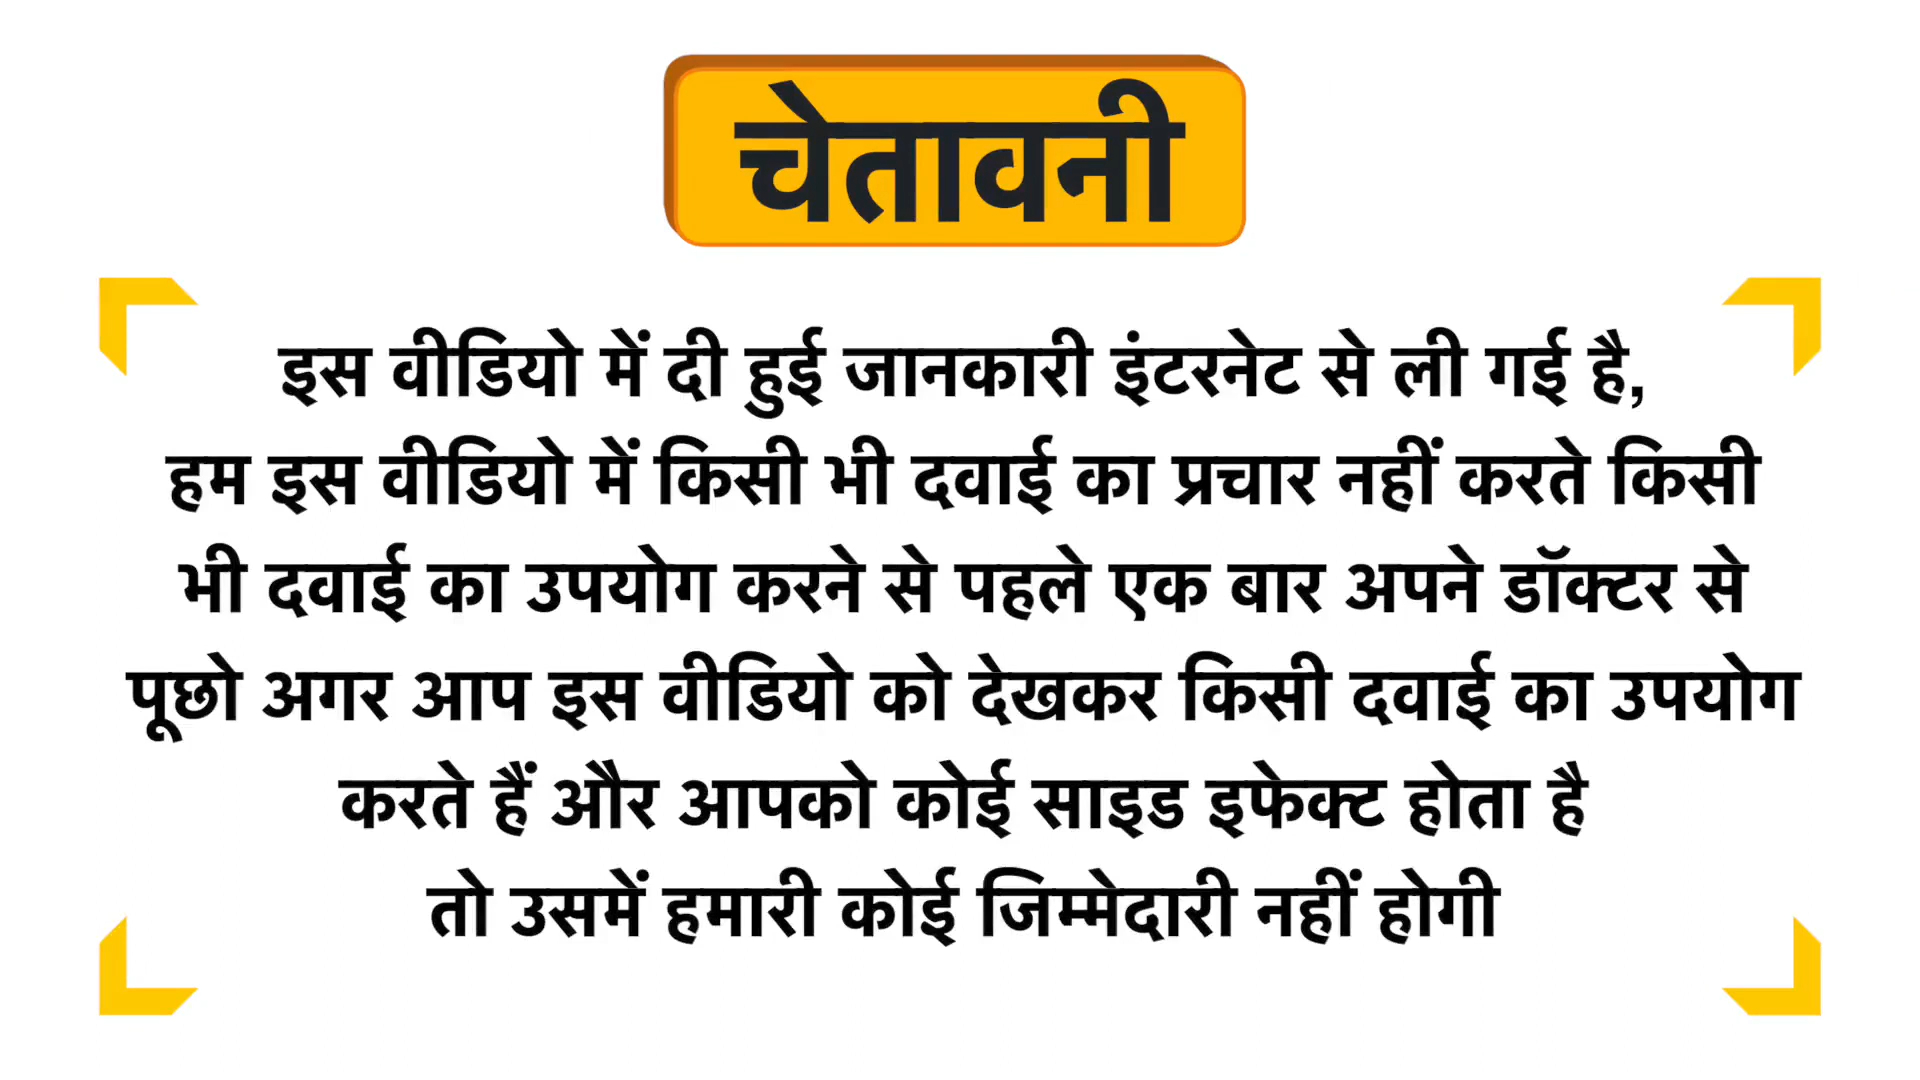 चेतावनी
इस वीडियो में दी हुई जानकारी इंटरनेट से ली गई है,
हम इस वीडियो में किसी भी दवाई का प्रचार नहीं करते किसी
भी दवाई का उपयोग करने से पहले एक बार अपने डॉक्टर से
पूछो अगर आप इस वीडियो को देखकर किसी दवाई का उपयोग
करते हैं और आपको कोई साइड इफेक्ट होता है
तो उसमें हमारी कोई जिम्मेदारी नहीं होगी